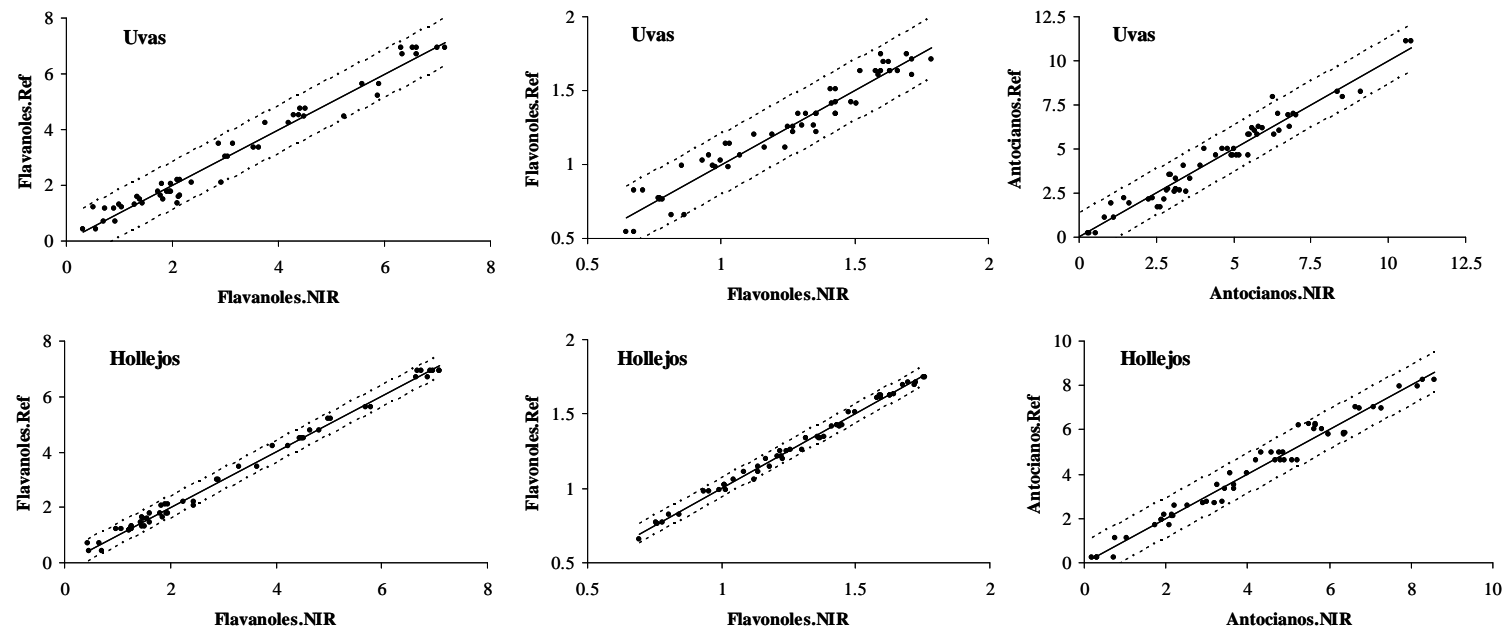 Uvas
Flavanoles.Ref
8
6
4
2
0
0 2 4 6 8
Flavanoles.NIR
Uvas
Flavonoles.Ref
2
1.5
1
0.5
0.5 1 1.5 2
Flavonoles.NIR
Uvas
Antocianos.Ref
12.5
10
7.5
5
2.5
0
0 2.5 5 7.5 10 12.5
Antocianos.NIR
Hollejos
Flavanoles.Ref
8
6
4
2
0
0 2 4 6 8
Flavanoles.NIR
Hollejos
Flavonoles.Ref
2
1.5
1
0.5
0.5 1 1.5 2
Flavonoles.NIR
Hollejos
Antocianos.Ref
10
8
6
4
2
0
0 2 4 6 8 10
Antocianos.NIR